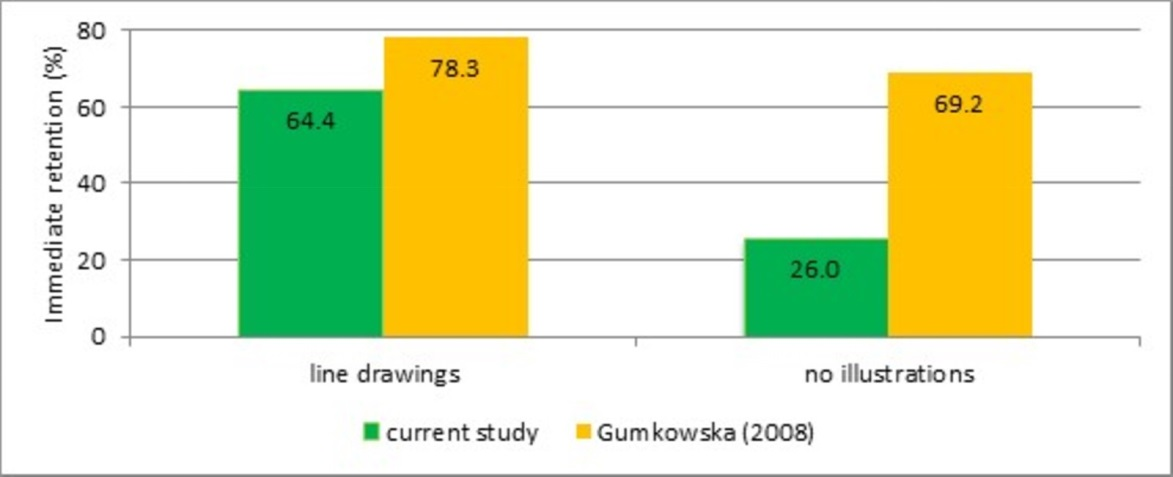 Immediate retention (%)
80
60
40
20
0
64.4
78.3
26.0
69.2
line drawings
no illustrations
current study
Gumkowska (2008)